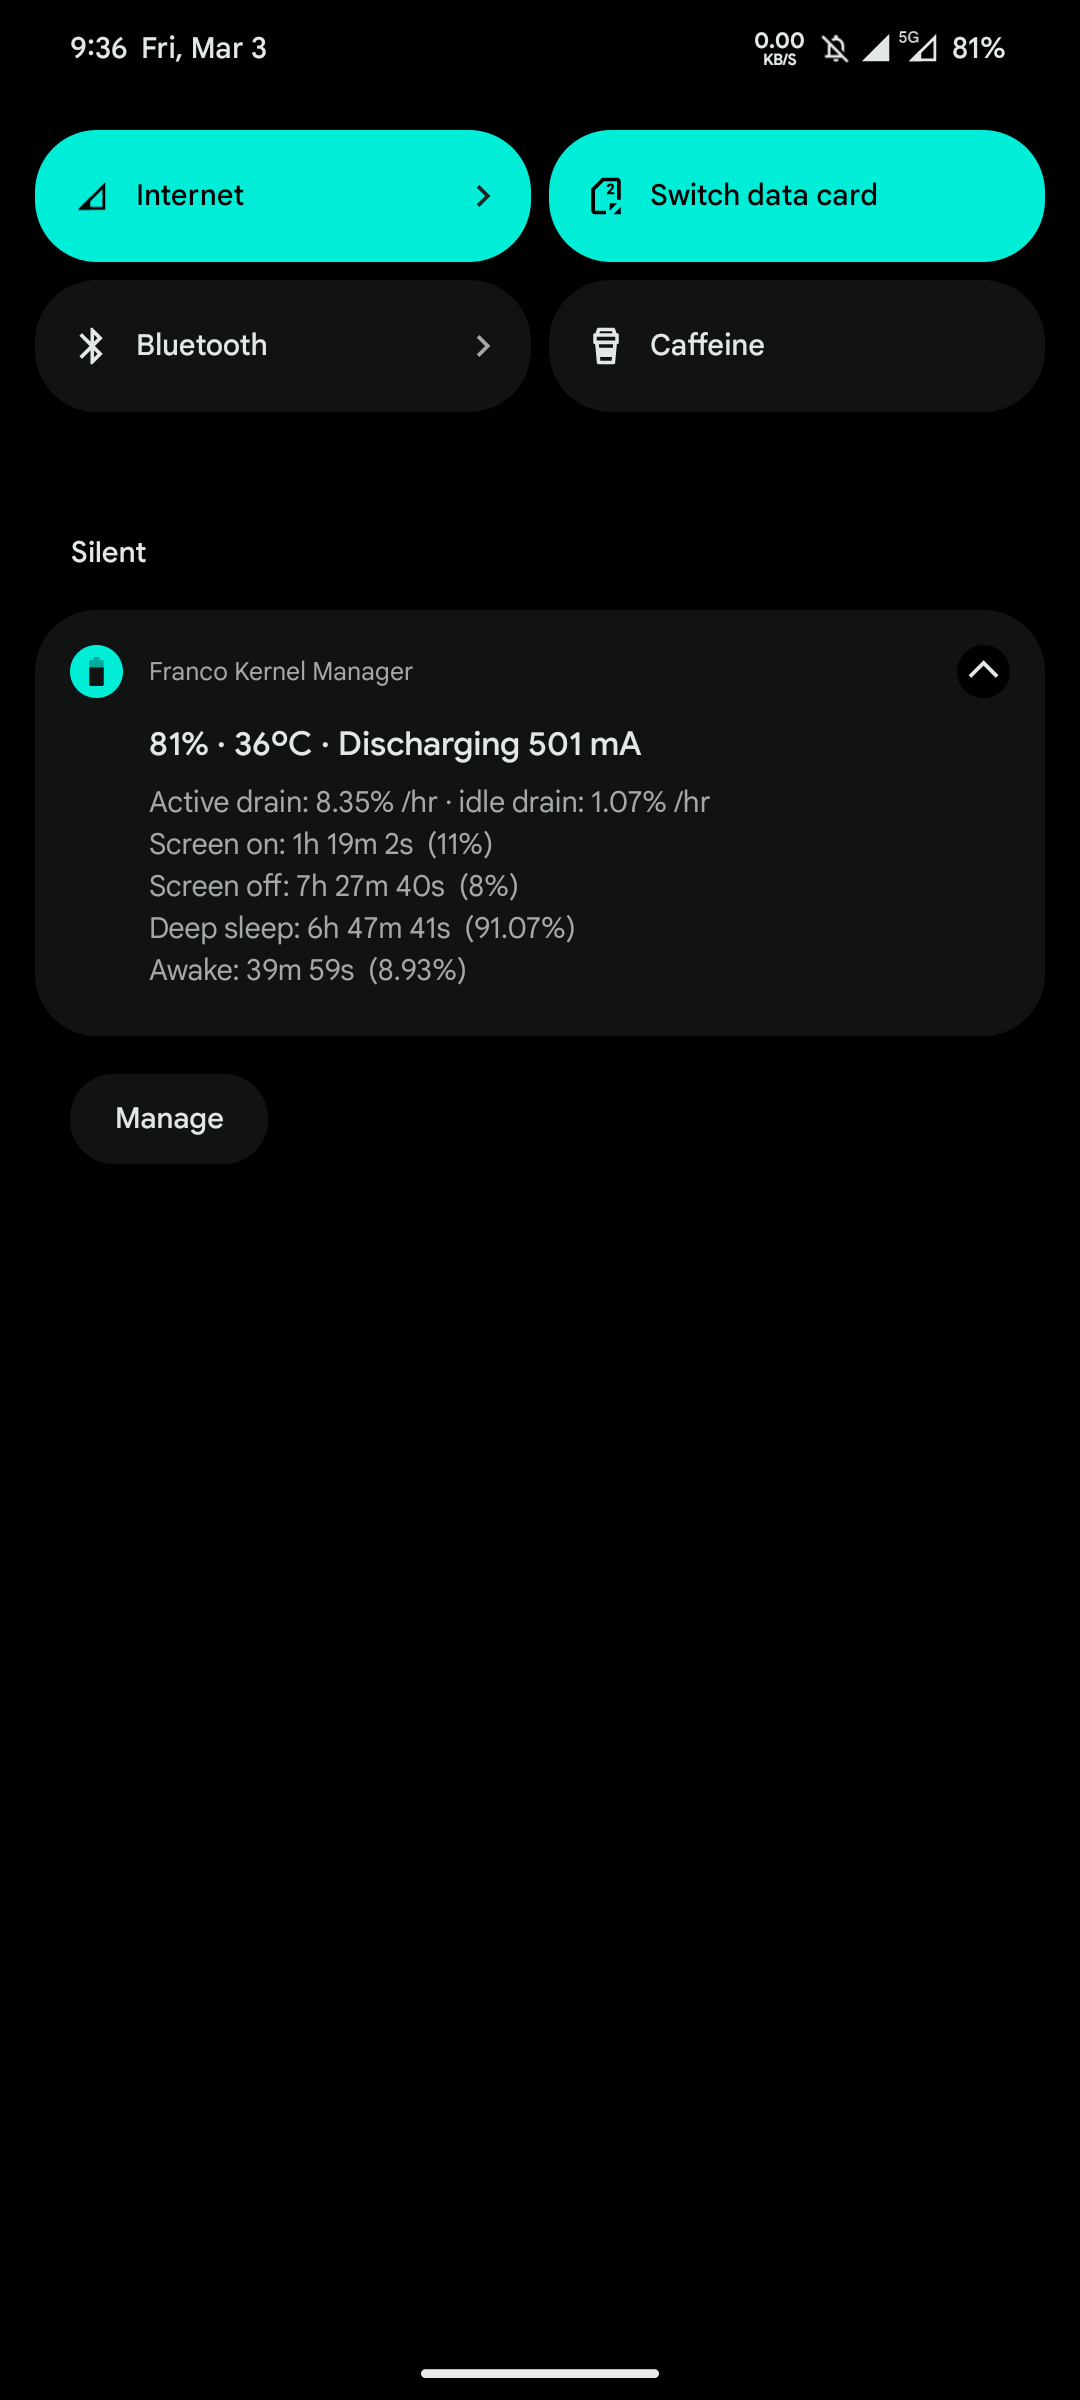 9:36 Fri, Mar 3
0.00 KB/S 5G 81%
Internet
2 Switch data card
Bluetooth
Caffeine
Silent
Franco Kernel Manager
81% · 36ºC · Discharging 501 mA
Active drain: 8.35% /hr · idle drain: 1.07% /hr
Screen on: 1h 19m 2s (11%)
Screen off: 7h 27m 40s (8%)
Deep sleep: 6h 47m 41s (91.07%)
Awake: 39m 59s (8.93%)
Manage